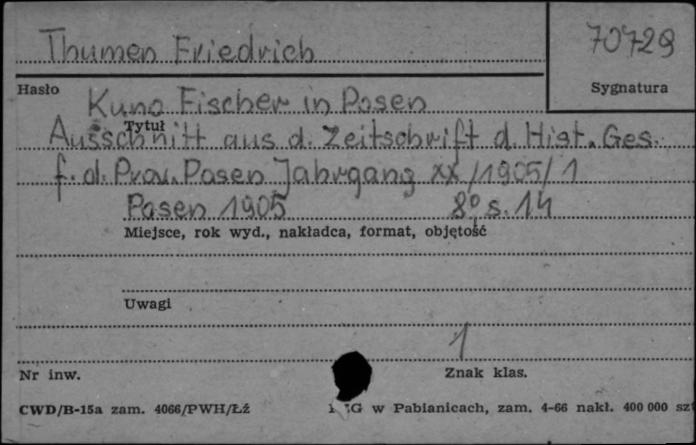 Thumen Friedrich
70729
Hasło
Sygnatura
Kuno Fischer in Posen
Tytuł
Ausschnitt aus d. Zeitschrift d. Hist. Ges.
f. d. Prov. Posen Jahrgang XX/1905/1
Posen 1905 8° s. 14
Miejsce, rok wyd., nakładca, format, objętość
Uwagi
1
Nr inw.
Znak klas.
CWD/B-15a zam. 4066/PWH/Łź
G w Pabianicach, zam. 4-66 nakł. 400 000 szt